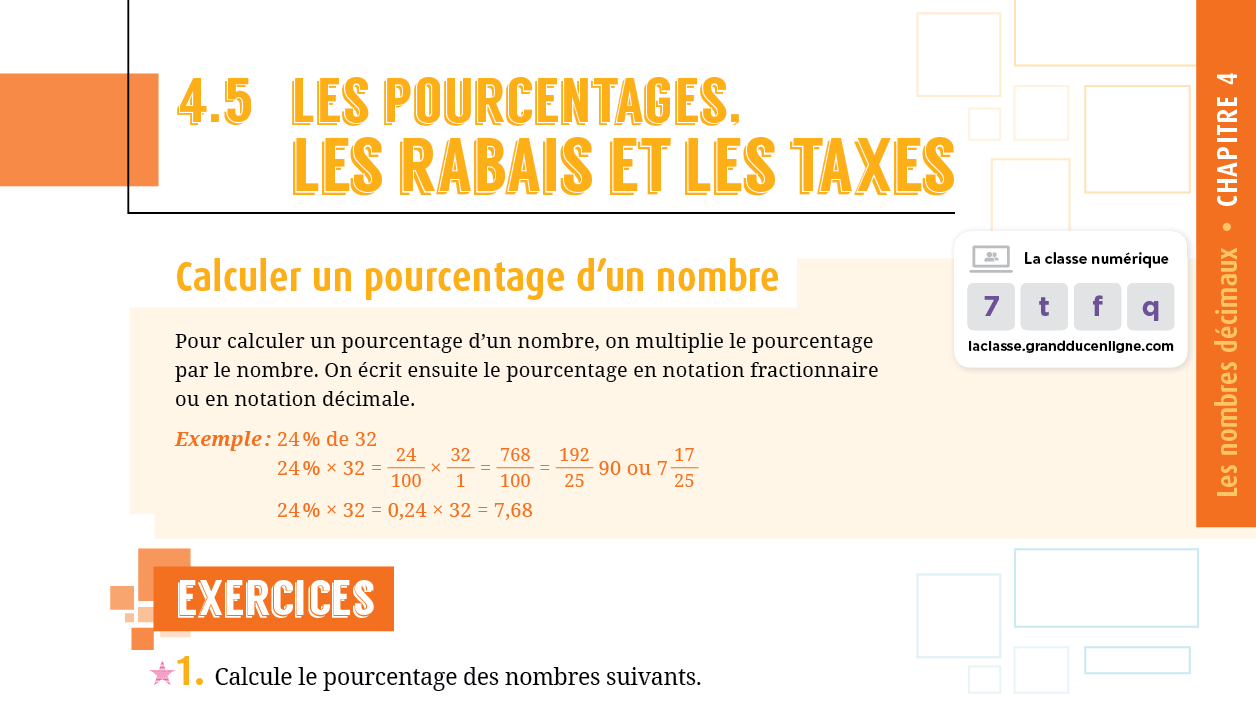 4.5 LES POURCENTAGES,
LES RABAIS ET LES TAXES
Calculer un pourcentage d'un nombre
Pour calculer un pourcentage d'un nombre, on multiplie le pourcentage
par le nombre. On écrit ensuite le pourcentage en notation fractionnaire
ou en notation décimale.
Exemple : 24 % de 32
24 % × 32 = 24/100 × 32/1 = 768/100 = 192/25 90 ou 7 17/25
24 % × 32 = 0,24 × 32 = 7,68
EXERCICES
1. Calcule le pourcentage des nombres suivants.
La classe numérique
7 t f q
laclasse.grandducenligne.com
Les nombres décimaux • CHAPITRE 4